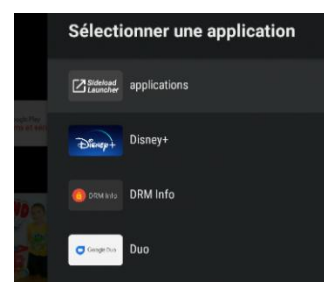 Sélectionner une application
Sideload
Launcher
applications
Disney+
Disney+
DRM Info
DRM Info
Google Duo
Duo